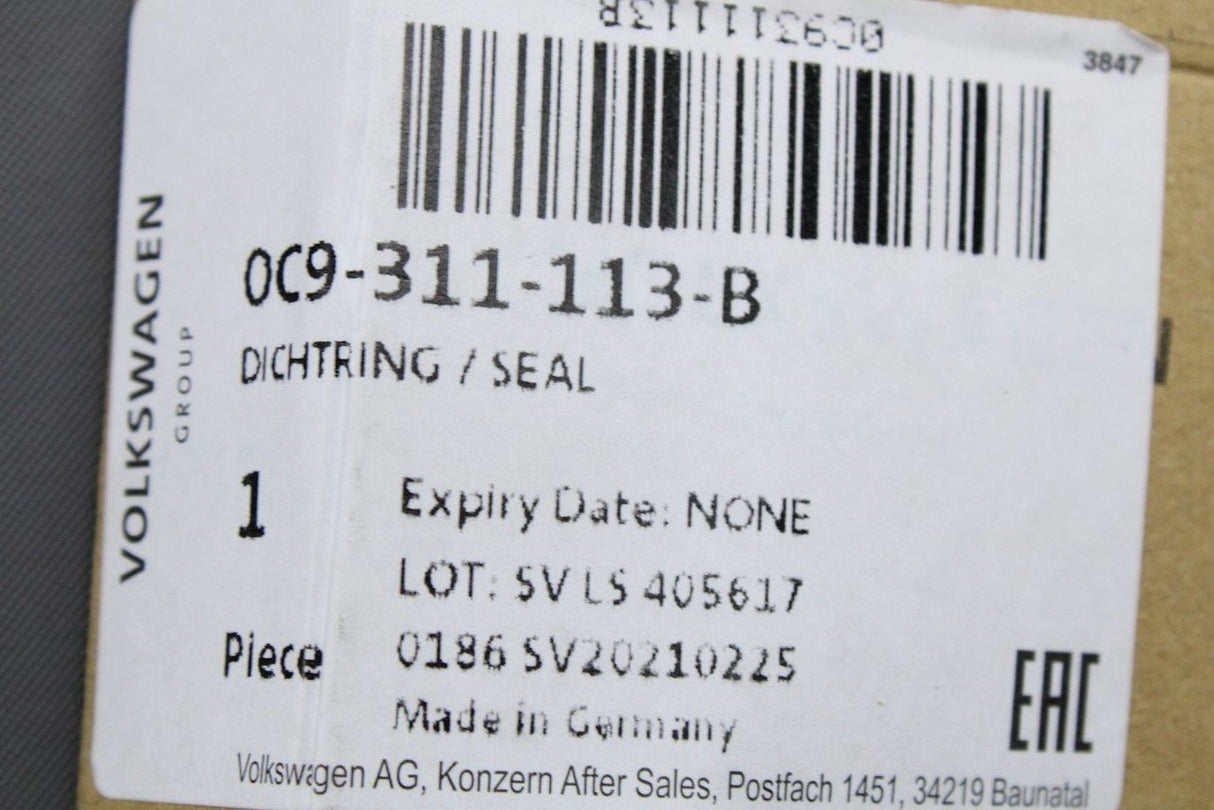 0C9311113B
3847
VOLKSWAGEN
GROUP
0C9-311-113-B
DICHTRING / SEAL
1 Expiry Date: NONE
LOT: SV LS 405617
Piece 0186 SV20210225
Made in Germany
EAC
Volkswagen AG, Konzern After Sales, Postfach 1451, 34219 Baunatal